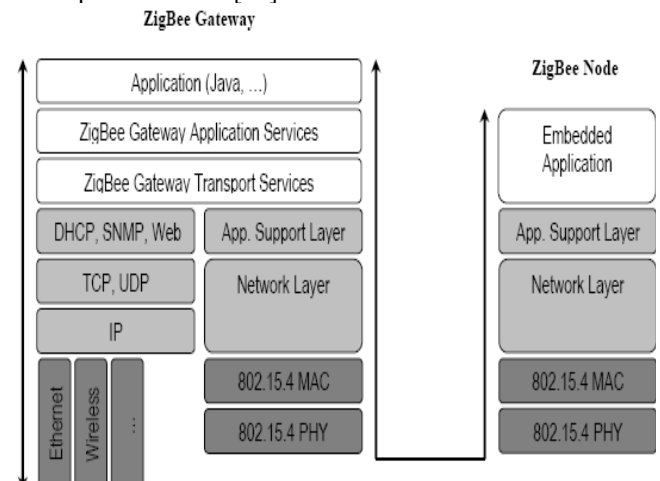 ZigBee Gateway
ZigBee Node
Application (Java, ...)
ZigBee Gateway Application Services
ZigBee Gateway Transport Services
DHCP, SNMP, Web
App. Support Layer
TCP, UDP
Network Layer
IP
Ethernet
Wireless
...
802.15.4 MAC
802.15.4 PHY
Embedded
Application
App. Support Layer
Network Layer
802.15.4 MAC
802.15.4 PHY